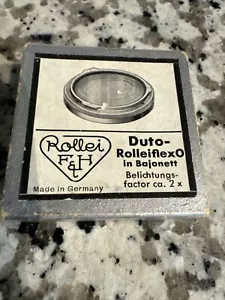 Rollei
F&H
Made in Germany
Duto-
Rolleiflex0
in Bajonett
Belichtungs-
factor ca. 2 x